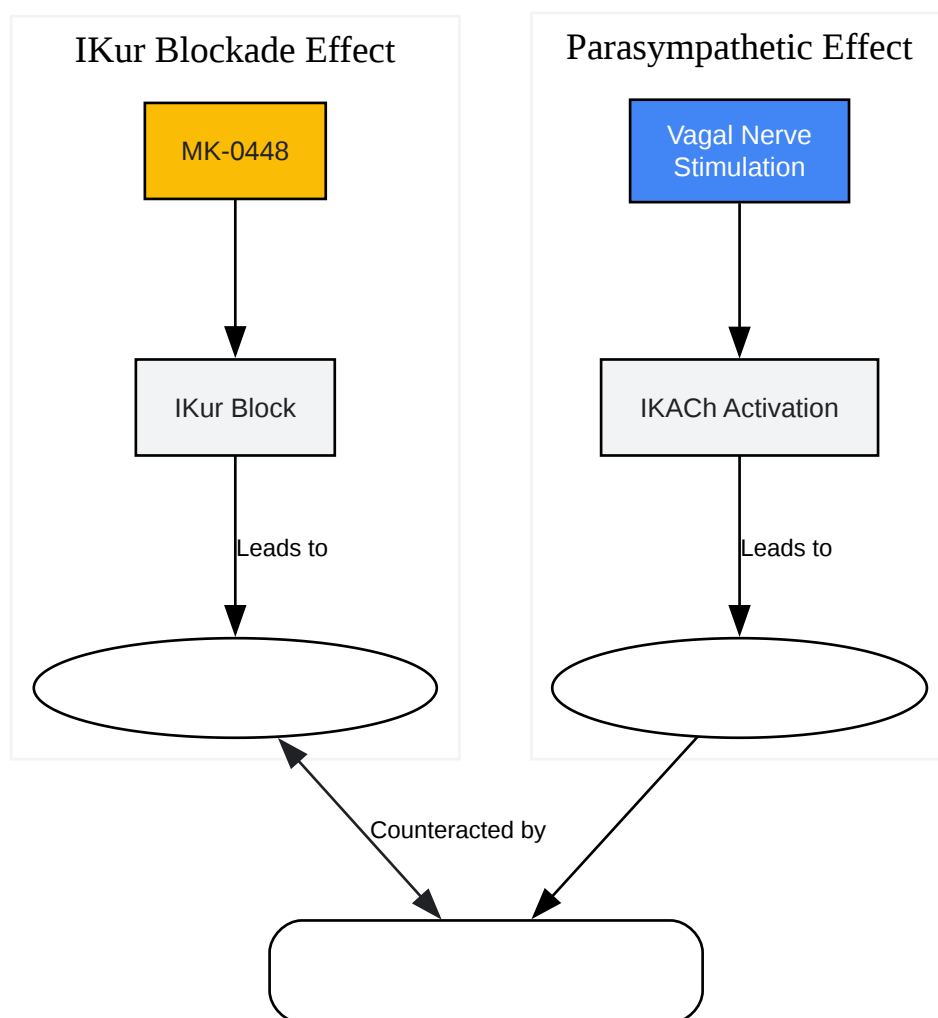 IKur Blockade Effect
MK-0448
IKur Block
Leads to
Parasympathetic Effect
Vagal Nerve
Stimulation
IKACh Activation
Leads to
Counteracted by